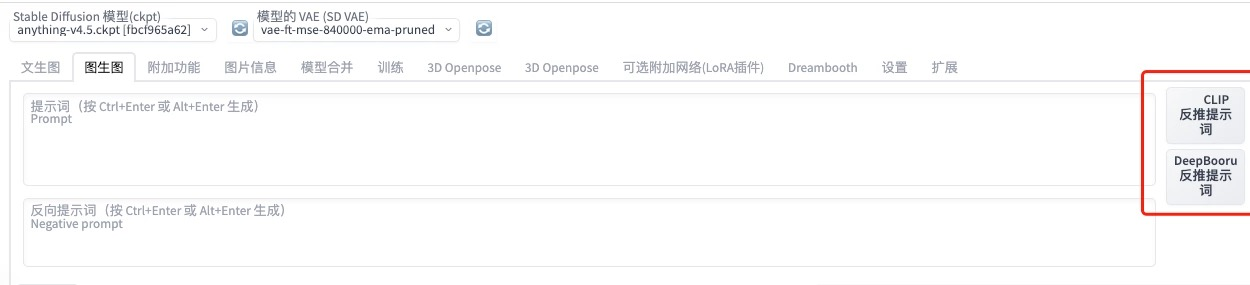 Stable Diffusion 模型(ckpt)
anything-v4.5.ckpt [fbcf965a62]
模型的 VAE (SD VAE)
vae-ft-mse-840000-ema-pruned
文生图 图生图 附加功能 图片信息 模型合并 训练 3D Openpose 3D Openpose 可选附加网络(LoRA插件) Dreambooth 设置 扩展
提示词（按 Ctrl+Enter 或 Alt+Enter 生成）
Prompt
CLIP
反推提示
词
DeepBooru
反推提示
词
反向提示词（按 Ctrl+Enter 或 Alt+Enter 生成）
Negative prompt